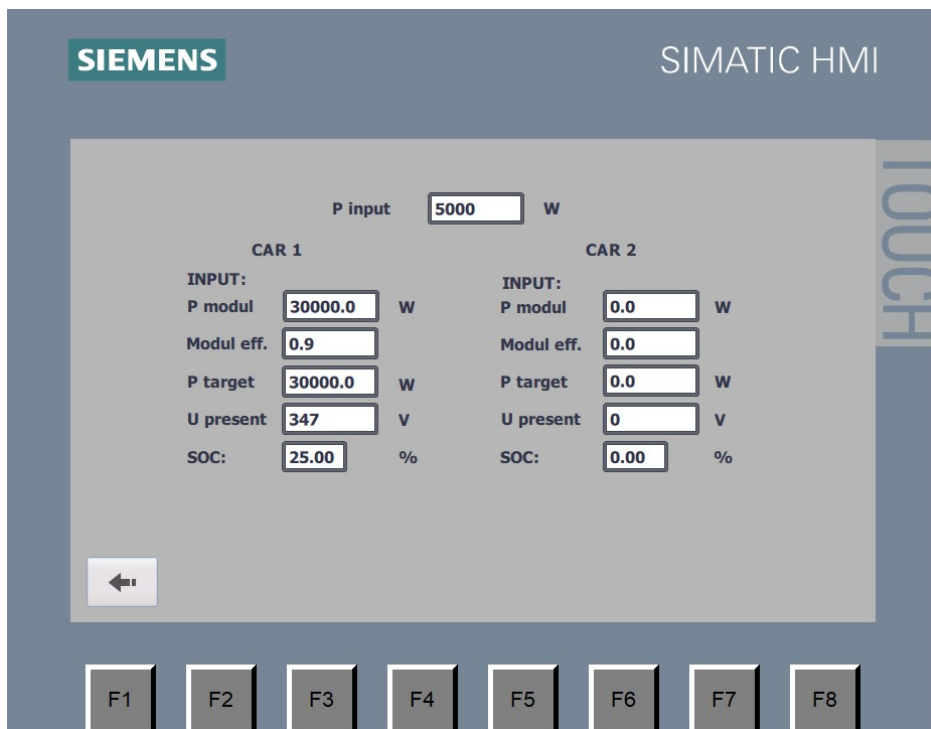 SIEMENS
SIMATIC HMI
TOUCH
P input 5000 W
CAR 1
INPUT:
P modul 30000.0 W
Modul eff. 0.9
P target 30000.0 W
U present 347 V
SOC: 25.00 %
CAR 2
INPUT:
P modul 0.0 W
Modul eff. 0.0
P target 0.0 W
U present 0 V
SOC: 0.00 %
F1 F2 F3 F4 F5 F6 F7 F8